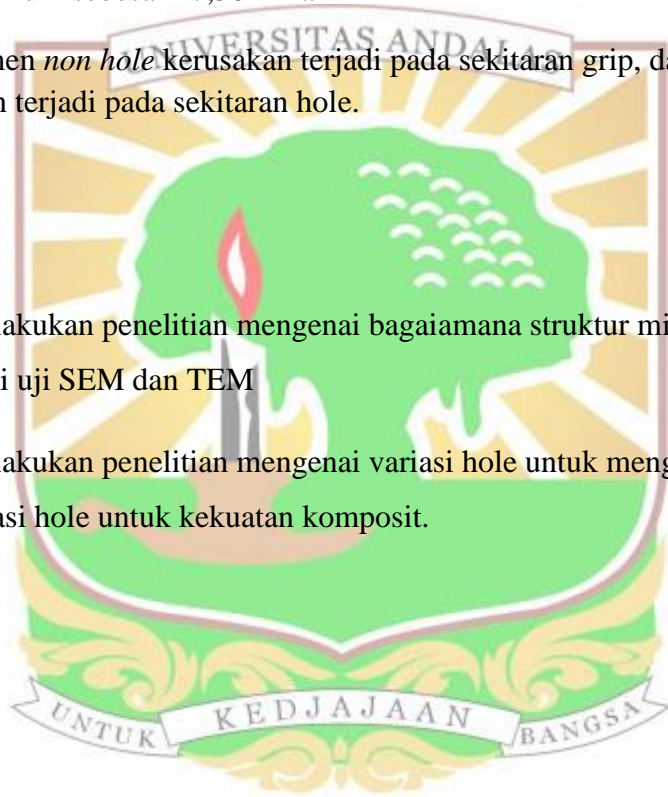 UNIVERSITAS ANDALAS
men non hole kerusakan terjadi pada sekitaran grip, da
n terjadi pada sekitaran hole.
lakukan penelitian mengenai bagaiamana struktur mi
i uji SEM dan TEM
lakukan penelitian mengenai variasi hole untuk meng
asi hole untuk kekuatan komposit.
UNTUK KEDJAJAAN BANGSA